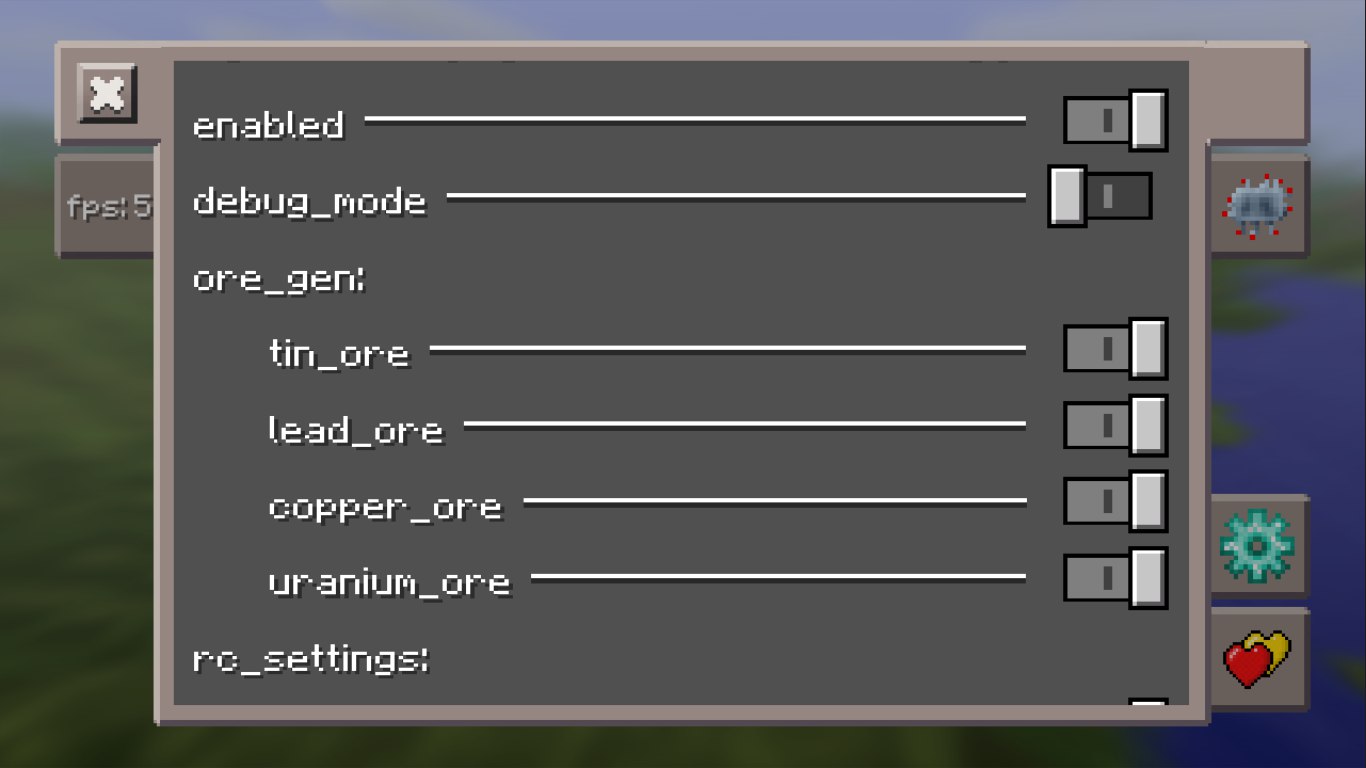 enabled
debug_mode
fps: 5
ore_gen:
tin_ore
lead_ore
copper_ore
uranium_ore
rc_settings: